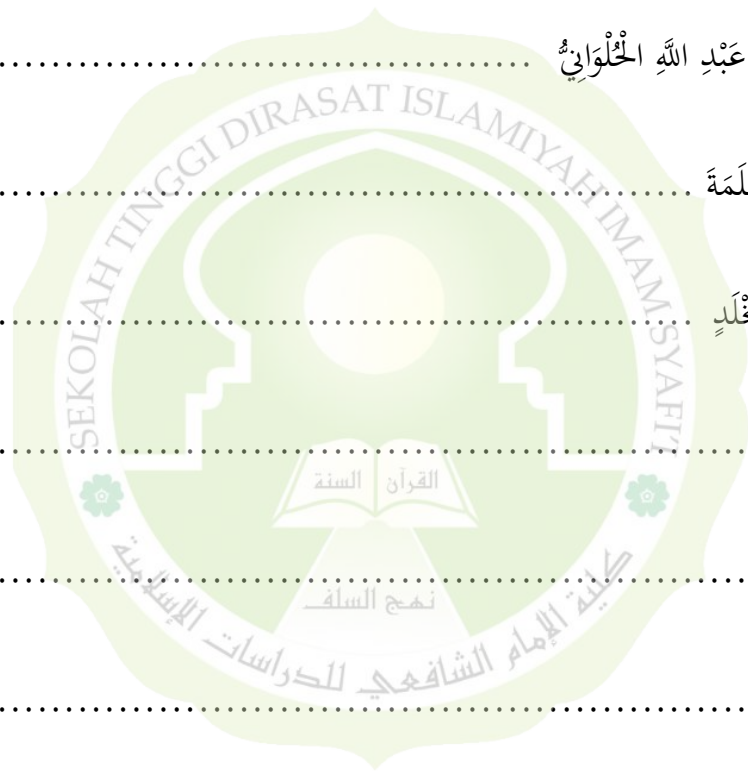 عَبْدِ اللَّهِ الْحُلْوَانِيُّ ........................................
لَمَةَ ....................................................
خْلَدٍ ....................................................
........................................................
........................................................
........................................................
SEKOLAH TINGGI DIRASAT ISLAMIYAH IMAM SYAFI'I
القرآن السنة
نهج السلف
كلية الإمام الشافعي للدراسات الإسلامية